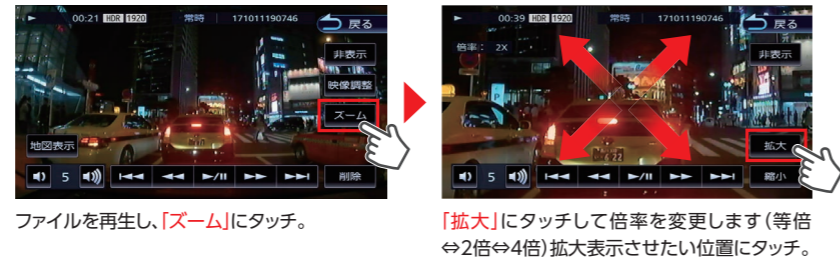 00:21 HDR 1920 常時 171011190746 戻る
非表示
映像調整
ズーム
地図表示
5 削除
ファイルを再生し、「ズーム」にタッチ。
00:39 HDR 1920 常時 171011190746 戻る
倍率: 2X 非表示
拡大
5 縮小
「拡大」にタッチして倍率を変更します(等倍
⇔2倍⇔4倍)拡大表示させたい位置にタッチ。